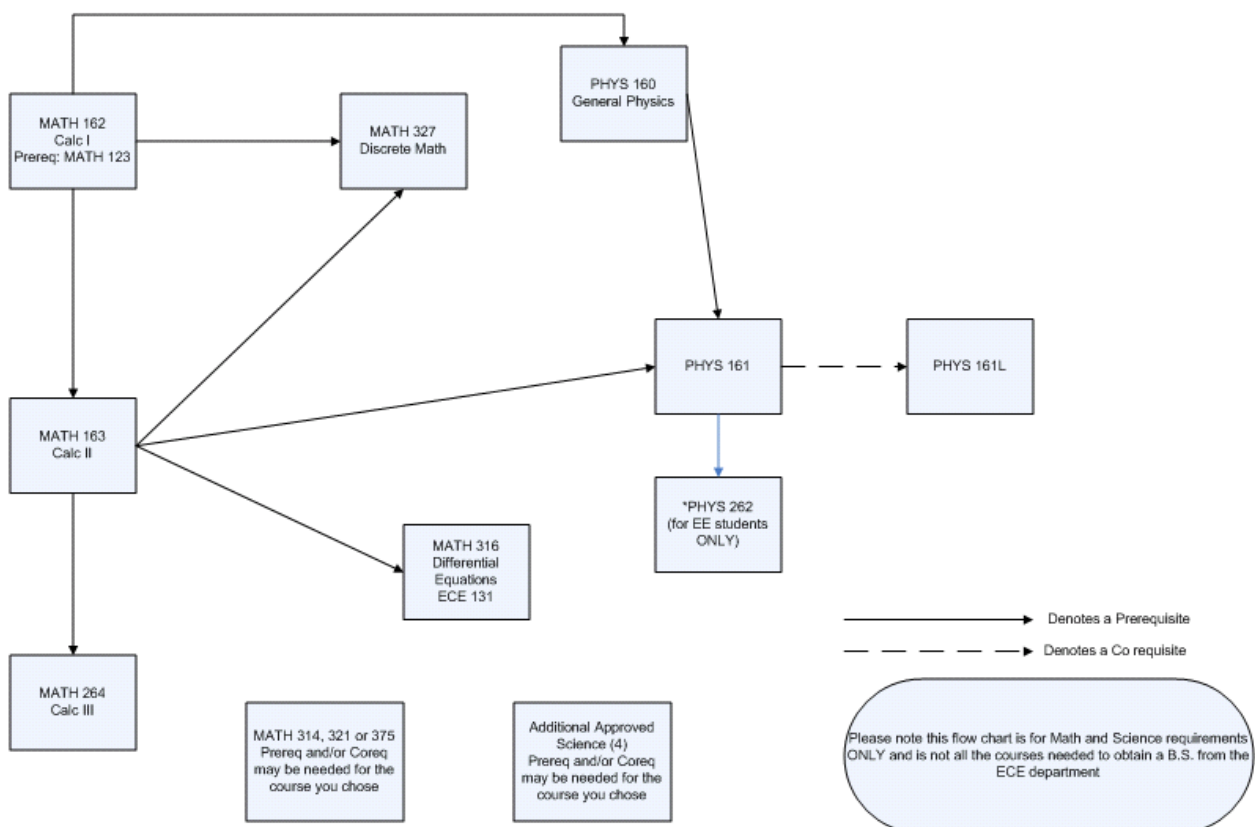 PHYS 160
General Physics
MATH 162
Calc I
Prereq: MATH 123
MATH 327
Discrete Math
PHYS 161
PHYS 161L
MATH 163
Calc II
*PHYS 262
(for EE students
ONLY)
MATH 316
Differential
Equations
ECE 131
Denotes a Prerequisite
Denotes a Co requisite
MATH 264
Calc III
MATH 314, 321 or 375
Prereq and/or Coreq
may be needed for the
course you chose
Additional Approved
Science (4)
Prereq and/or Coreq
may be needed for the
course you chose
Please note this flow chart is for Math and Science requirements
ONLY and is not all the courses needed to obtain a B.S. from the
ECE department